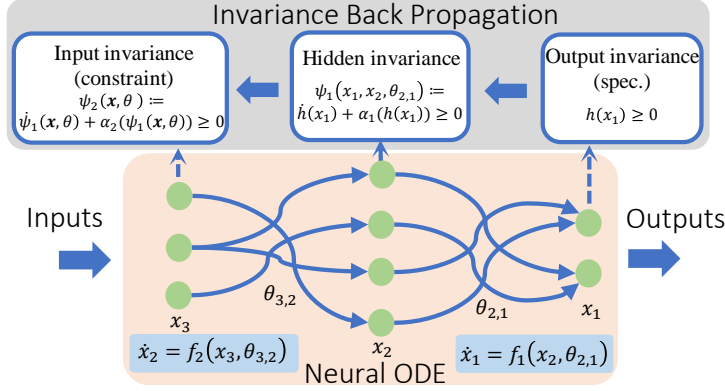 Invariance Back Propagation
Input invariance
(constraint)
ψ₂(𝒙, θ) ≔
ψ̇₁(𝒙, θ) + α₂(ψ₁(𝒙, θ)) ≥ 0
Hidden invariance
ψ₁(x₁, x₂, θ₂,₁) ≔
ḣ(x₁) + α₁(h(x₁)) ≥ 0
Output invariance
(spec.)
h(x₁) ≥ 0
Inputs
Outputs
θ₃,₂
θ₂,₁
x₃
x₂
x₁
ẋ₂ = f₂(x₃, θ₃,₂)
ẋ₁ = f₁(x₂, θ₂,₁)
Neural ODE